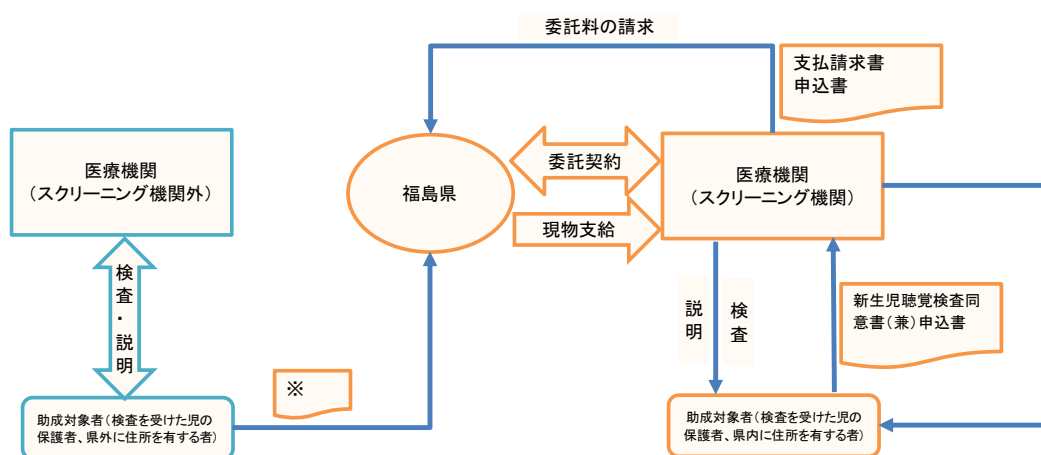 委託料の請求
支払請求書
申込書
医療機関
(スクリーニング機関外)
福島県
委託契約
現物支給
医療機関
(スクリーニング機関)
検査・説明
説明
検査
新生児聴覚検査同
意書(兼)申込書
※
助成対象者(検査を受けた児の
保護者、県外に住所を有する者)
助成対象者(検査を受けた児の
保護者、県内に住所を有する者)